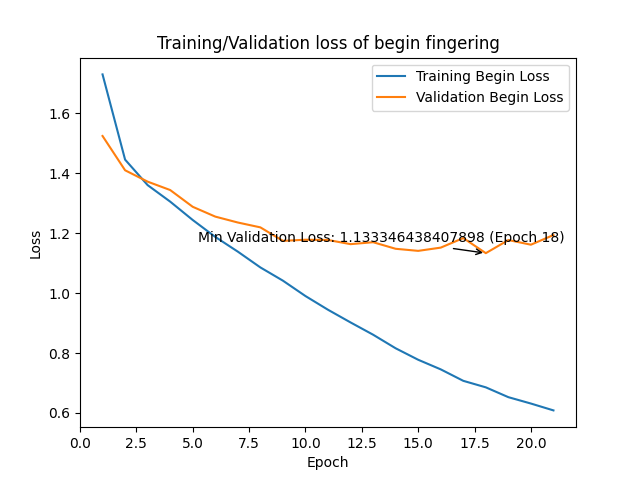 Training/Validation loss of begin fingering
Training Begin Loss
Validation Begin Loss
1.6
1.4
1.2
1.0
0.8
0.6
Loss
Min Validation Loss: 1.133346438407898 (Epoch 18)
0.0 2.5 5.0 7.5 10.0 12.5 15.0 17.5 20.0
Epoch